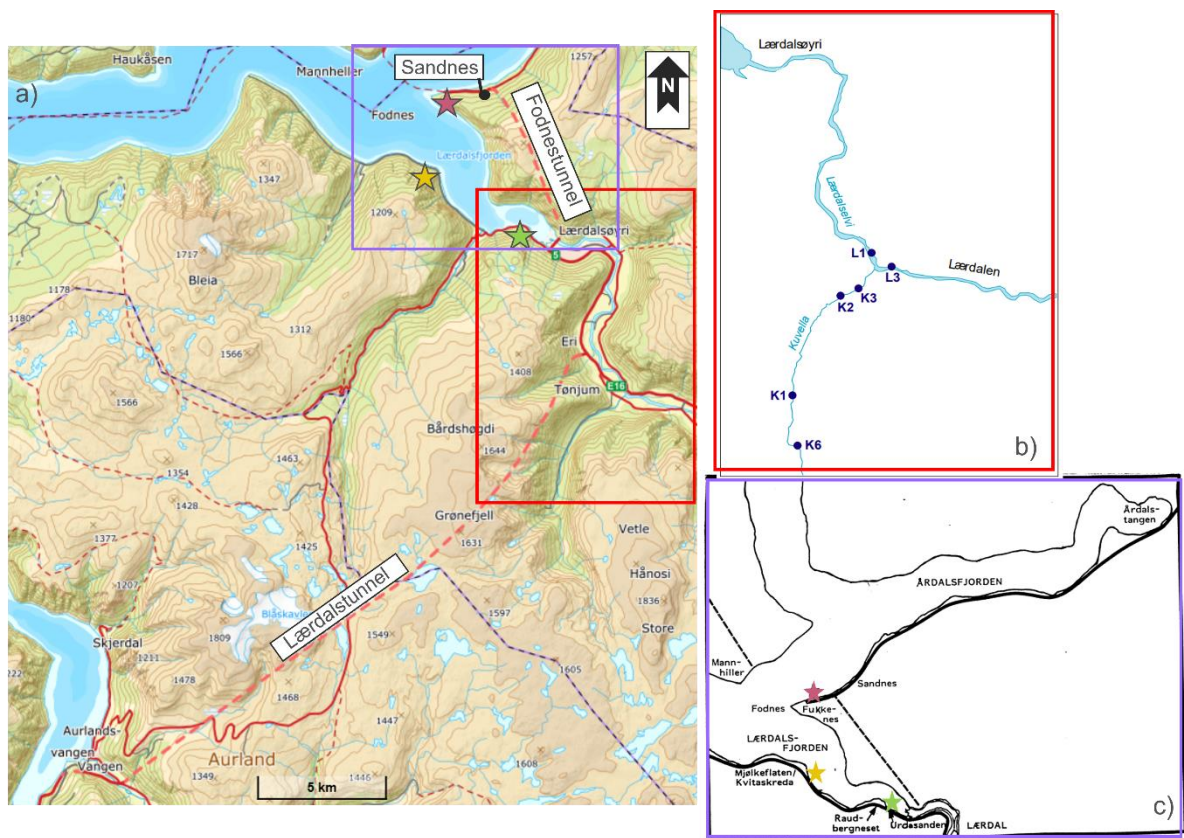 a)
Haukåsen
Mannheller
Sandnes
1257
N
Fodnes
Lærdalsfjorden
Fodnestunnel
1347
1209
Lærdalsøyri
5
1717
Bleia
1178
1180
1312
1566
Eri
1408
Tønjum
E16
1566
Bårdshøgdi
1463
1644
1354
1428
Grønefjell
1425
1631
Vetle
1377
Hånosi
1207
Blåskavlen
1836
Lærdalstunnel
1597
Store
Skjerdal
1809
1549
222
1211
1478
1605
1468
Aurlands-
vangen
Vangen
1447
Aurland
1608
1349
1446
5 km
b)
Lærdalsøyri
Lærdalselvi
L1
L3
Lærdalen
K3
K2
Kuvella
K1
K6
c)
Årdals-
tangen
ÅRDALSFJORDEN
Mann-
hiller
Sandnes
Fodnes
Fukke-
nes
LÆRDALS-
FJORDEN
Mjølkeflaten/
Kvitaskreda
Raud-
bergneset
Urdasanden
LÆRDAL